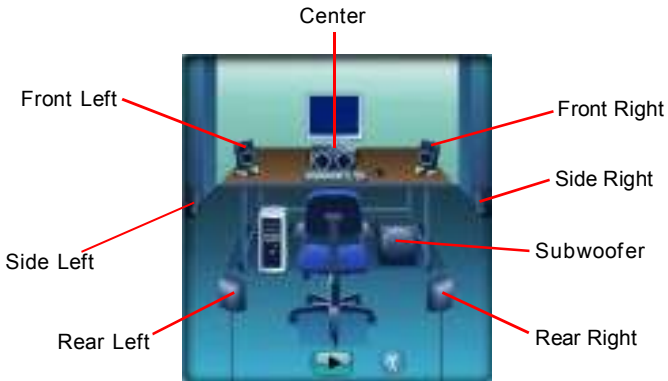 Center
Front Left
Front Right
Side Right
Side Left
Subwoofer
Rear Left
Rear Right